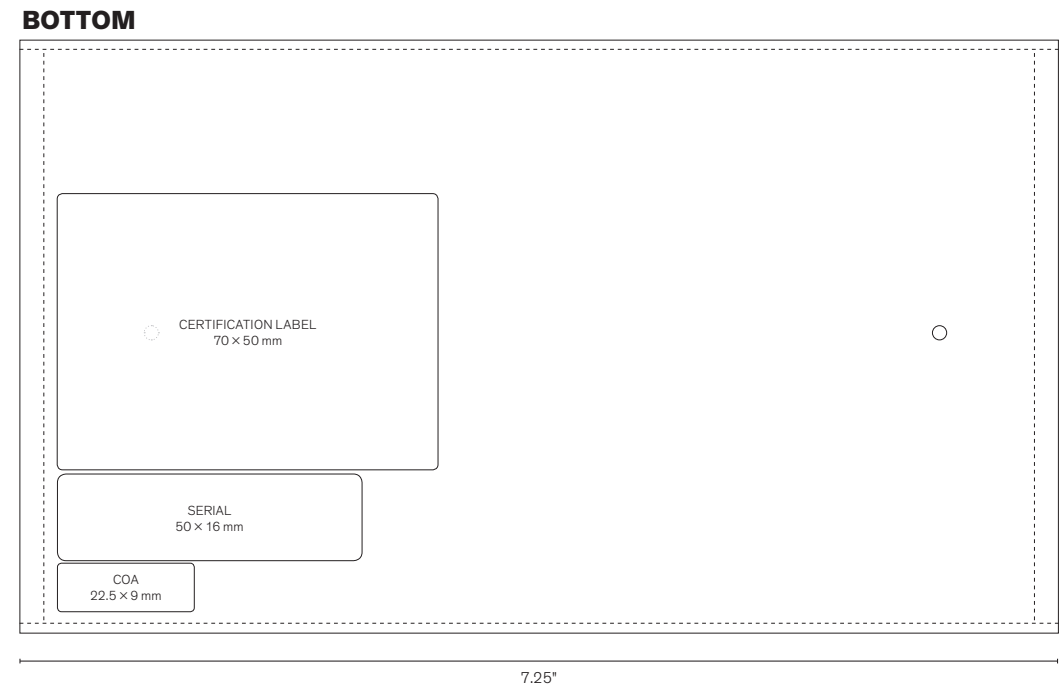 BOTTOM
CERTIFICATION LABEL
70 × 50 mm
SERIAL
50 × 16 mm
COA
22.5 × 9 mm
7.25"